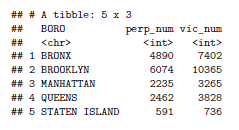 ## # A tibble: 5 x 3
## BORO perp_num vic_num
## <chr> <int> <int>
## 1 BRONX 4890 7402
## 2 BROOKLYN 6074 10365
## 3 MANHATTAN 2235 3265
## 4 QUEENS 2462 3828
## 5 STATEN ISLAND 591 736